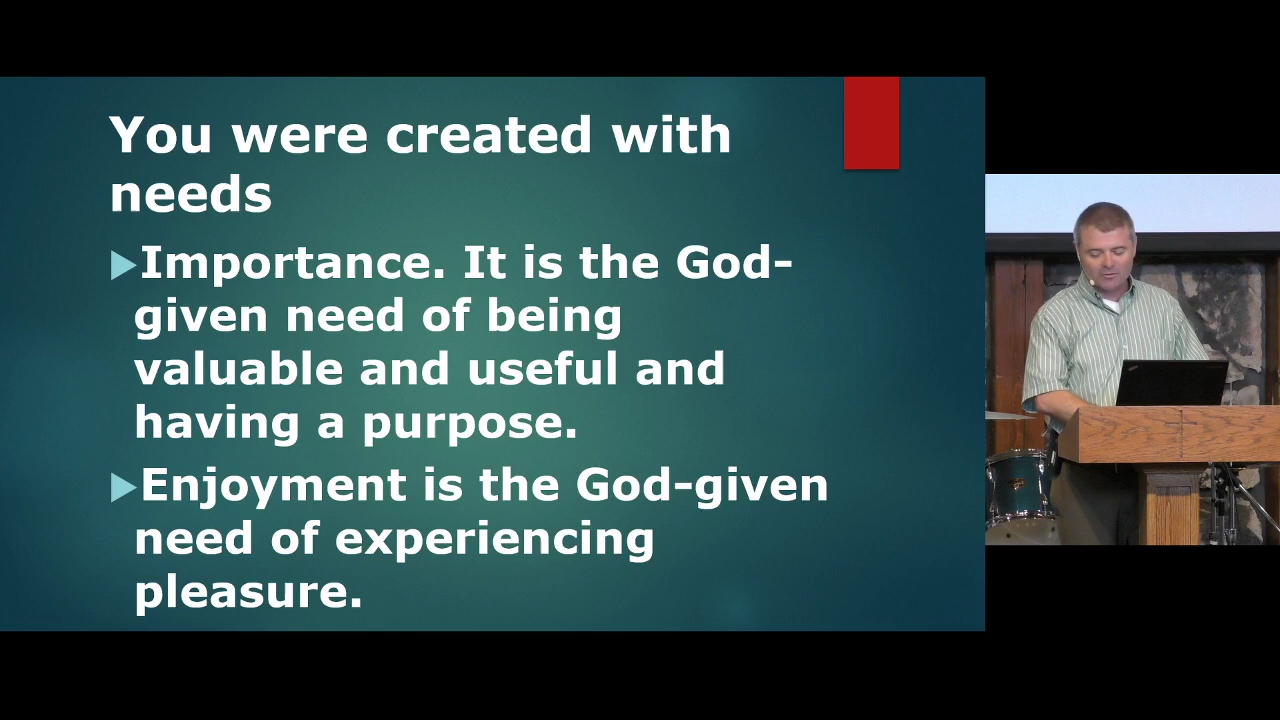 You were created with
needs
Importance. It is the God-
given need of being
valuable and useful and
having a purpose.
Enjoyment is the God-given
need of experiencing
pleasure.